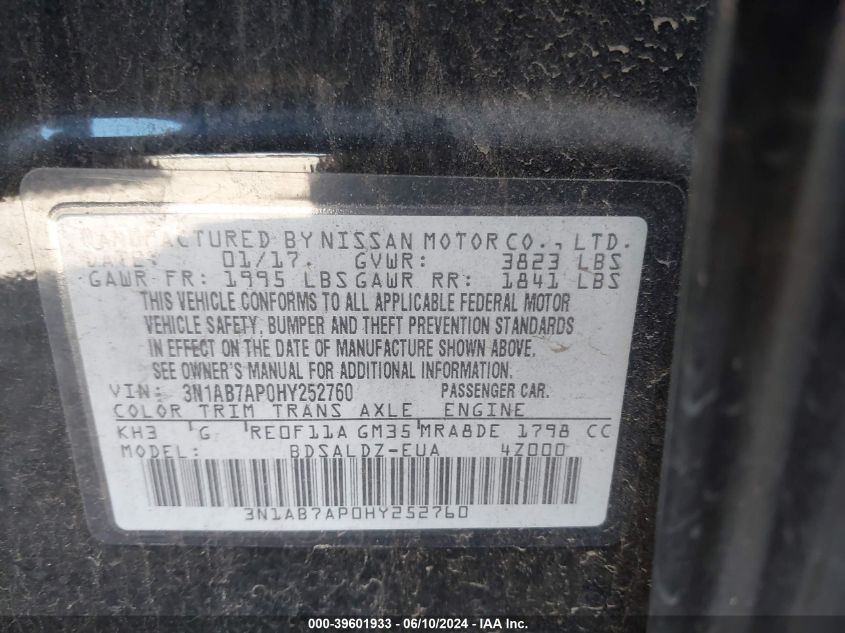 MANUFACTURED BY NISSAN MOTOR CO., LTD.
DATE: 01/17. GVWR: 3823 LBS
GAWR FR: 1995 LBS GAWR RR: 1841 LBS
THIS VEHICLE CONFORMS TO ALL APPLICABLE FEDERAL MOTOR
VEHICLE SAFETY, BUMPER AND THEFT PREVENTION STANDARDS
IN EFFECT ON THE DATE OF MANUFACTURE SHOWN ABOVE.
SEE OWNER'S MANUAL FOR ADDITIONAL INFORMATION.
VIN: 3N1AB7AP0HY252760 PASSENGER CAR.
COLOR TRIM TRANS AXLE ENGINE
KH3 G RE0F11A GM35 MRA8DE 1798 CC
MODEL: BDSALDZ-EUA 4Z000
3N1AB7AP0HY252760
000-39601933 - 06/10/2024 - IAA Inc.